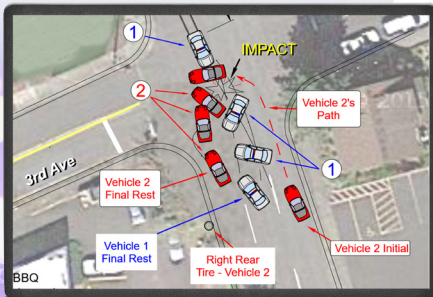 1
IMPACT
2
Vehicle 2's
Path
3rd Ave
1
Vehicle 2
Final Rest
Vehicle 1
Final Rest
Right Rear
Tire - Vehicle 2
Vehicle 2 Initial
BBQ